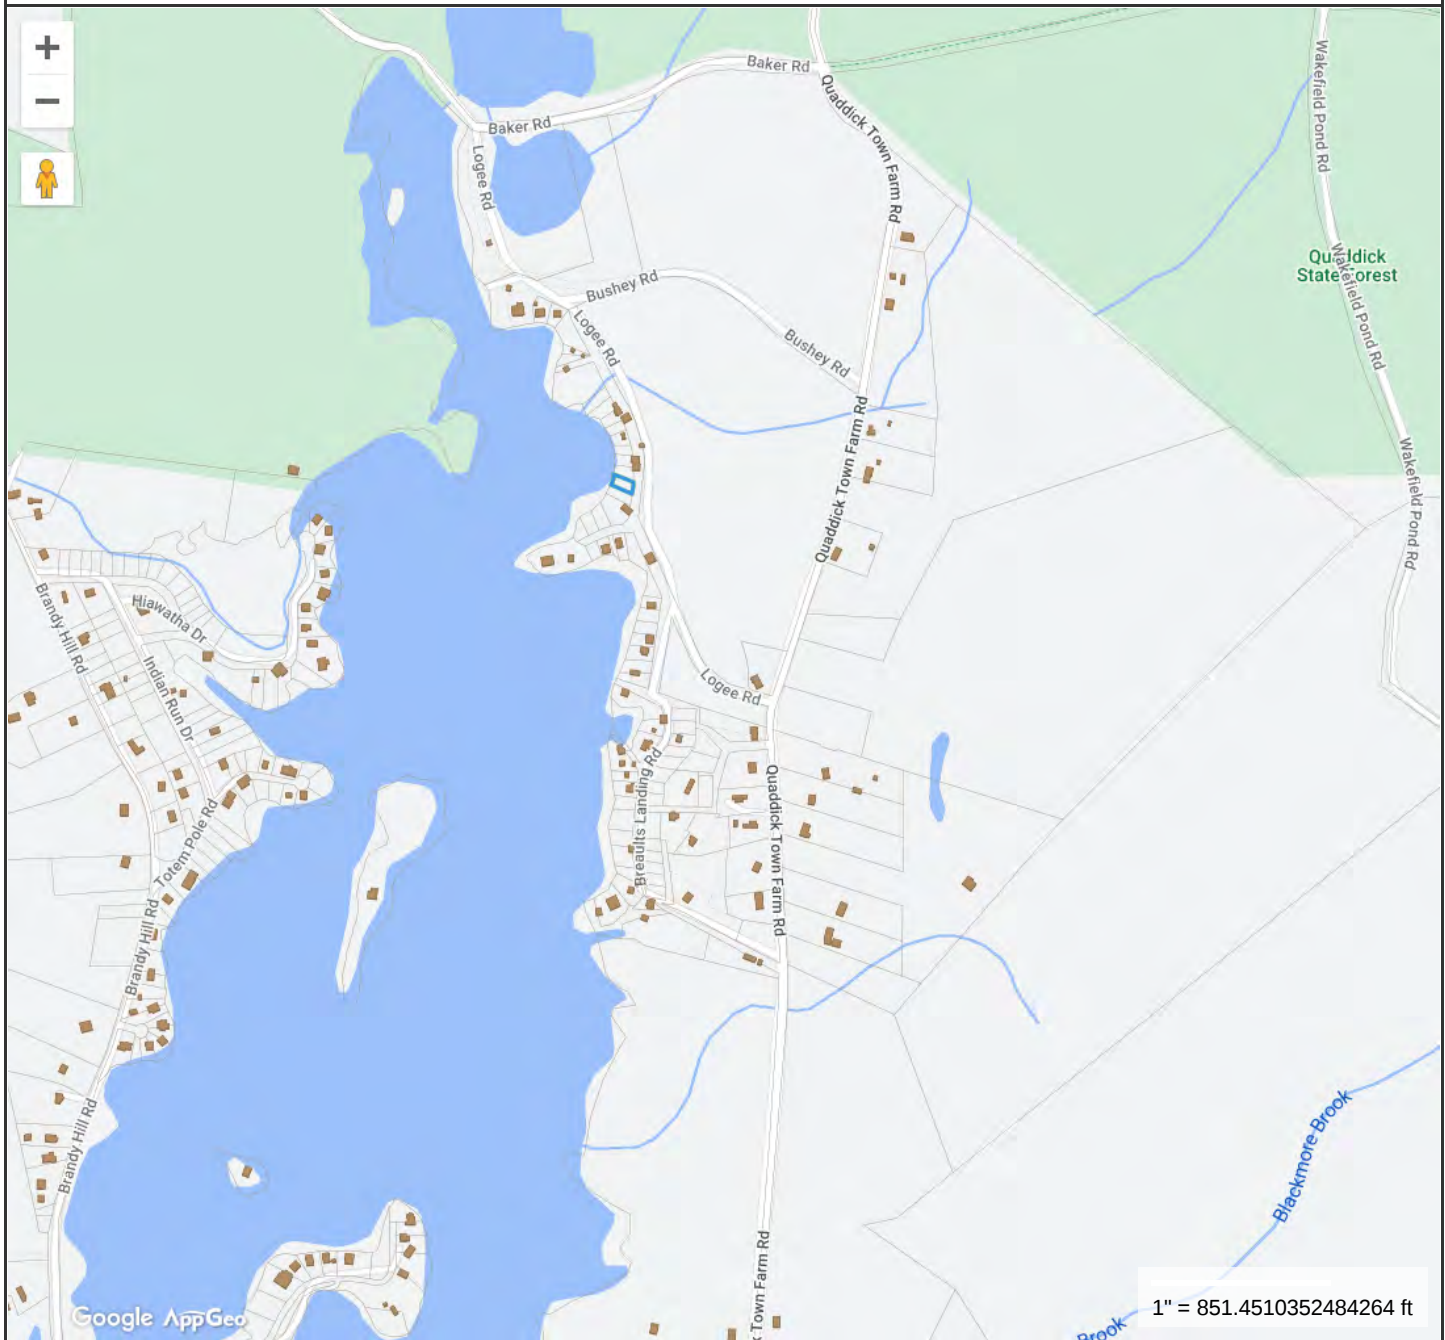 +
−
Baker Rd
Baker Rd
Logee Rd
Quaddick Town Farm Rd
Wakefield Pond Rd
Quaddick
State Forest
Wakefield Pond Rd
Bushey Rd
Logee Rd
Bushey Rd
Quaddick Town Farm Rd
Wakefield Pond Rd
Brandy Hill Rd
Hiawatha Dr
Indian Run Dr
Logee Rd
Breaults Landing Rd
Quaddick Town Farm Rd
Totem Pole Rd
Brandy Hill Rd
Brandy Hill Rd
Blackmore Brook
k Town Farm Rd
Brook
Google AppGeo
1" = 851.4510352484264 ft